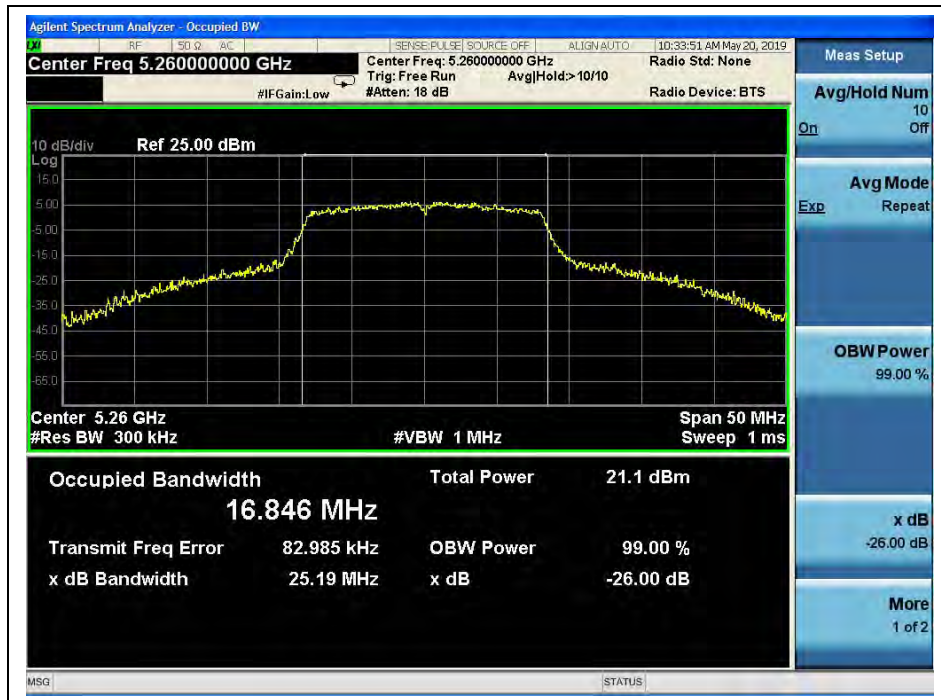 Agilent Spectrum Analyzer - Occupied BW
LXI RF 50 Ω AC SENSE:PULSE SOURCE OFF ALIGN AUTO 10:33:51 AM May 20, 2019
Center Freq 5.260000000 GHz
Center Freq: 5.260000000 GHz
Radio Std: None
Trig: Free Run Avg|Hold:>10/10
#IFGain:Low
#Atten: 18 dB
Radio Device: BTS
10 dB/div Ref 25.00 dBm
Log
15.0
5.00
-5.00
-15.0
-25.0
-35.0
-45.0
-55.0
-65.0
Center 5.26 GHz Span 50 MHz
#Res BW 300 kHz #VBW 1 MHz Sweep 1 ms
Occupied Bandwidth Total Power 21.1 dBm
16.846 MHz
Transmit Freq Error 82.985 kHz OBW Power 99.00 %
x dB Bandwidth 25.19 MHz x dB -26.00 dB
Meas Setup
Avg/Hold Num
10
On Off
Avg Mode
Exp Repeat
OBW Power
99.00 %
x dB
-26.00 dB
More
1 of 2
MSG STATUS